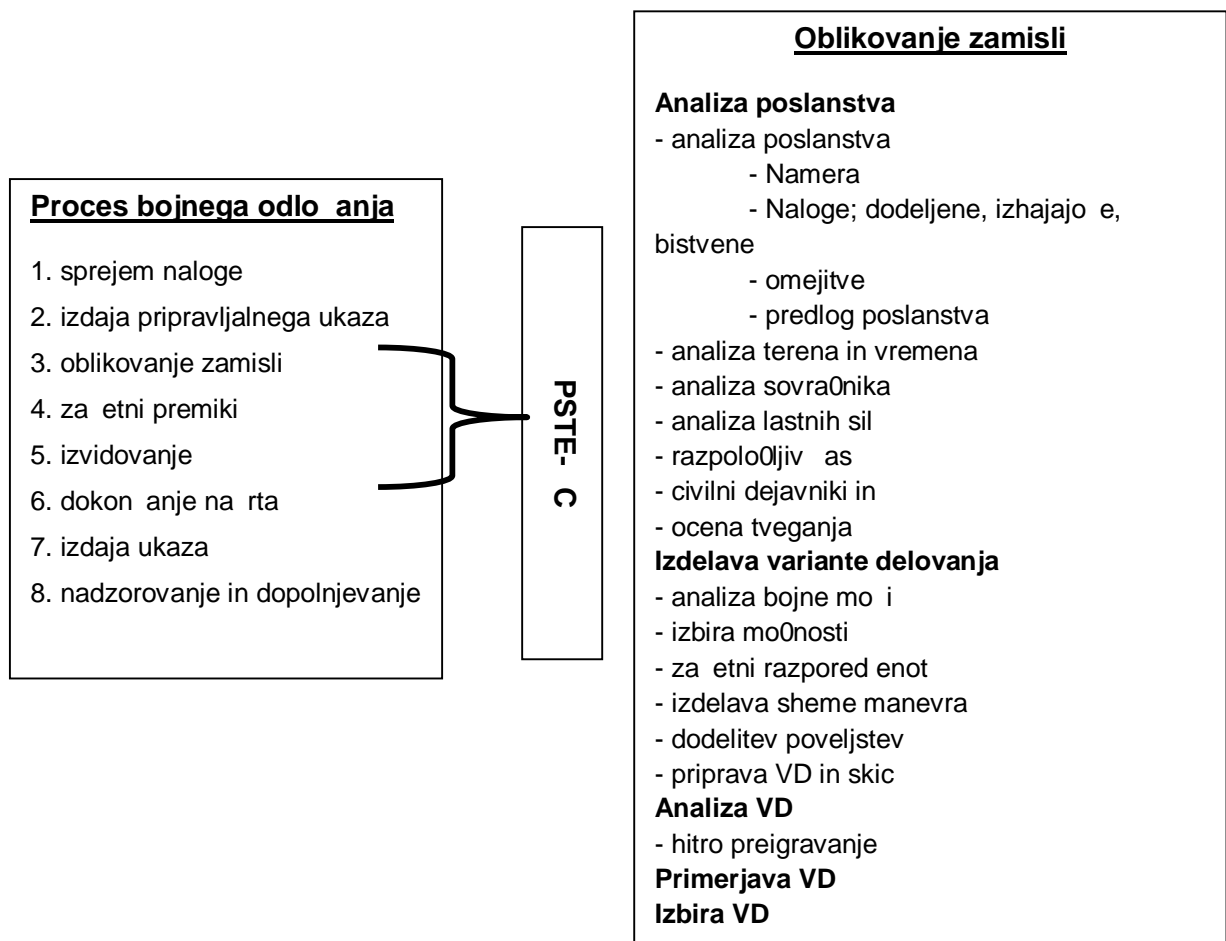 Proces bojnega odlo anja
1. sprejem naloge
2. izdaja pripravljalnega ukaza
3. oblikovanje zamisli
4. za etni premiki
5. izvidovanje
6. dokon anje na rta
7. izdaja ukaza
8. nadzorovanje in dopolnjevanje
PSTE- C
Oblikovanje zamisli
Analiza poslanstva
- analiza poslanstva
- Namera
- Naloge; dodeljene, izhajajo e,
bistvene
- omejitve
- predlog poslanstva
- analiza terena in vremena
- analiza sovra0nika
- analiza lastnih sil
- razpolo0ljiv as
- civilni dejavniki in
- ocena tveganja
Izdelava variante delovanja
- analiza bojne mo i
- izbira mo0nosti
- za etni razpored enot
- izdelava sheme manevra
- dodelitev poveljstev
- priprava VD in skic
Analiza VD
- hitro preigravanje
Primerjava VD
Izbira VD